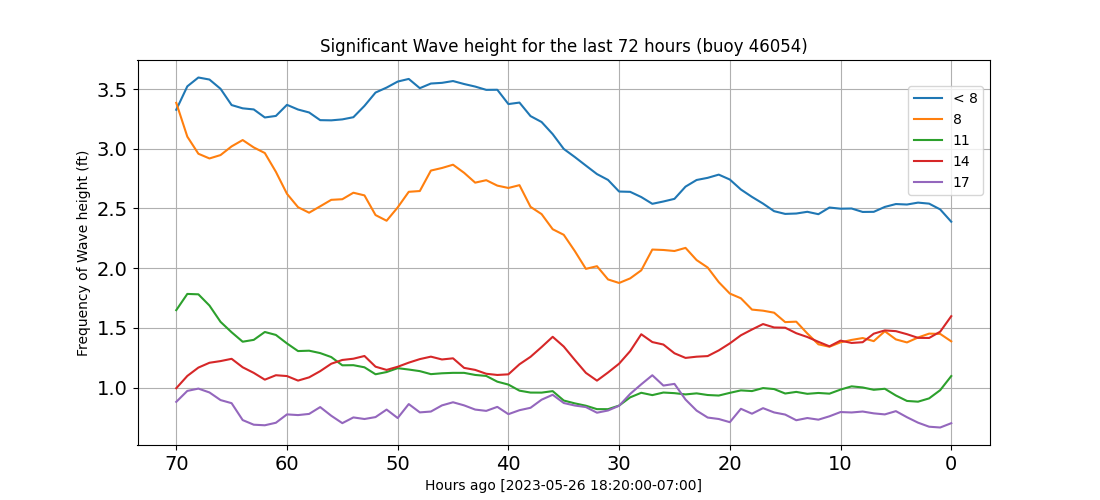 Significant Wave height for the last 72 hours (buoy 46054)
Frequency of Wave height (ft)
3.5
3.0
2.5
2.0
1.5
1.0
< 8
8
11
14
17
70 60 50 40 30 20 10 0
Hours ago [2023-05-26 18:20:00-07:00]